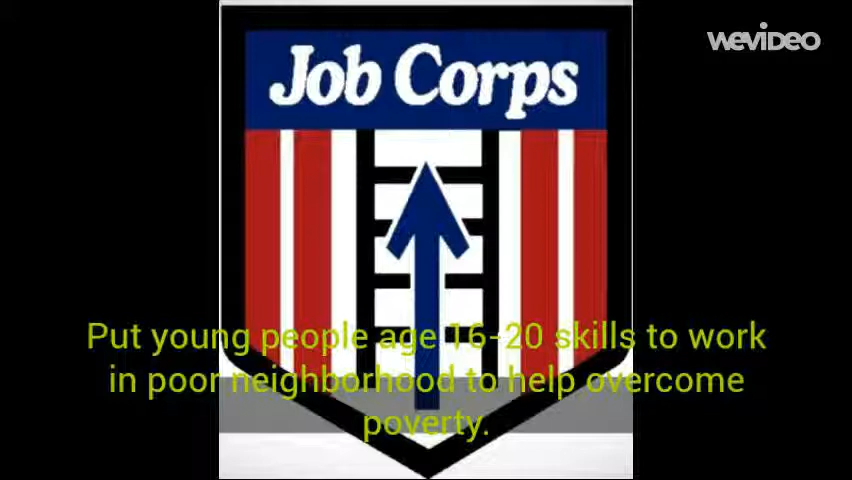 WEVIDEO
Job Corps
Put young people age 16-20 skills to work
in poor neighborhood to help overcome
poverty.